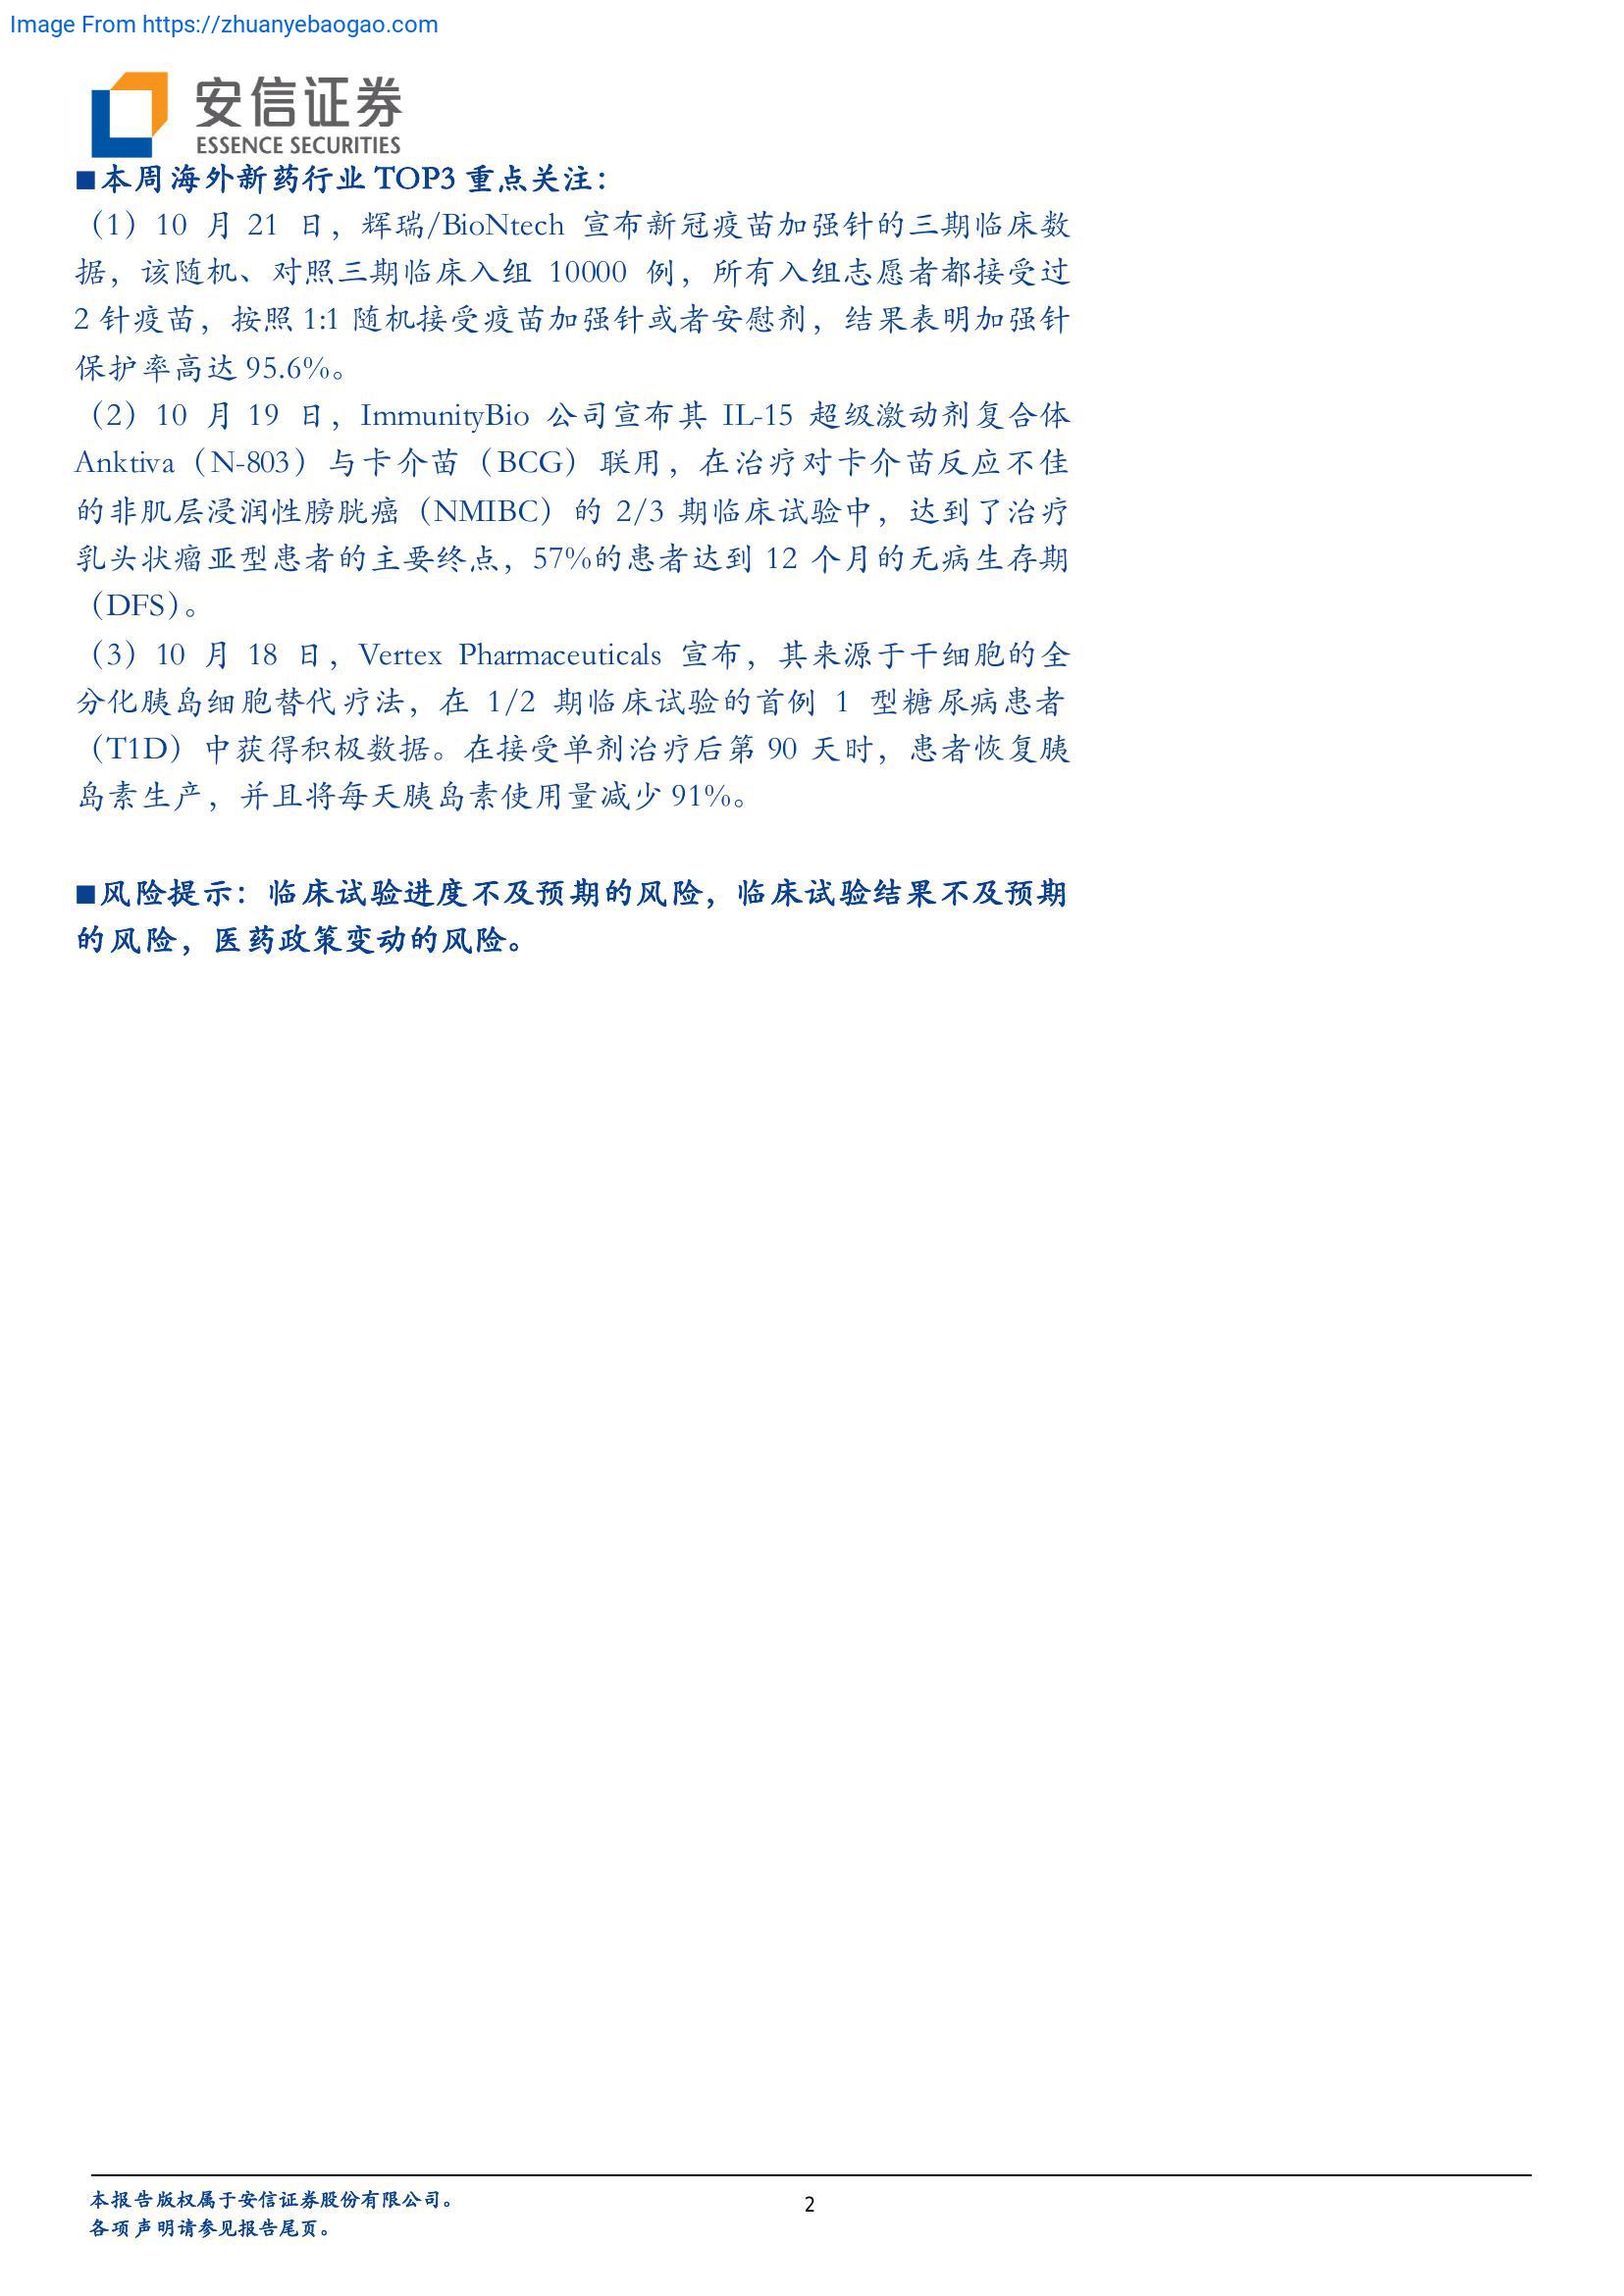 Image From https://zhuanyebaogao.com
安信证券
ESSENCE SECURITIES
■本周海外新药行业 TOP3 重点关注：
（1）10 月 21 日，辉瑞/BioNtech 宣布新冠疫苗加强针的三期临床数
据，该随机、对照三期临床入组 10000 例，所有入组志愿者都接受过
2 针疫苗，按照 1:1 随机接受疫苗加强针或者安慰剂，结果表明加强针
保护率高达 95.6%。
（2）10 月 19 日，ImmunityBio 公司宣布其 IL-15 超级激动剂复合体
Anktiva（N-803）与卡介苗（BCG）联用，在治疗对卡介苗反应不佳
的非肌层浸润性膀胱癌（NMIBC）的 2/3 期临床试验中，达到了治疗
乳头状瘤亚型患者的主要终点，57%的患者达到 12 个月的无病生存期
（DFS）。
（3）10 月 18 日，Vertex Pharmaceuticals 宣布，其来源于干细胞的全
分化胰岛细胞替代疗法，在 1/2 期临床试验的首例 1 型糖尿病患者
（T1D）中获得积极数据。在接受单剂治疗后第 90 天时，患者恢复胰
岛素生产，并且将每天胰岛素使用量减少 91%。
■风险提示：临床试验进度不及预期的风险，临床试验结果不及预期
的风险，医药政策变动的风险。
本报告版权属于安信证券股份有限公司。
2
各项声明请参见报告尾页。